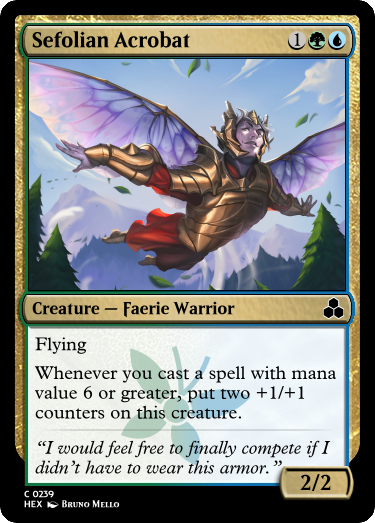 Sefolian Acrobat 1
Creature — Faerie Warrior
Flying
Whenever you cast a spell with mana
value 6 or greater, put two +1/+1
counters on this creature.
“I would feel free to finally compete if I
didn’t have to wear this armor.”
2/2
C 0239
HEX Bruno Mello